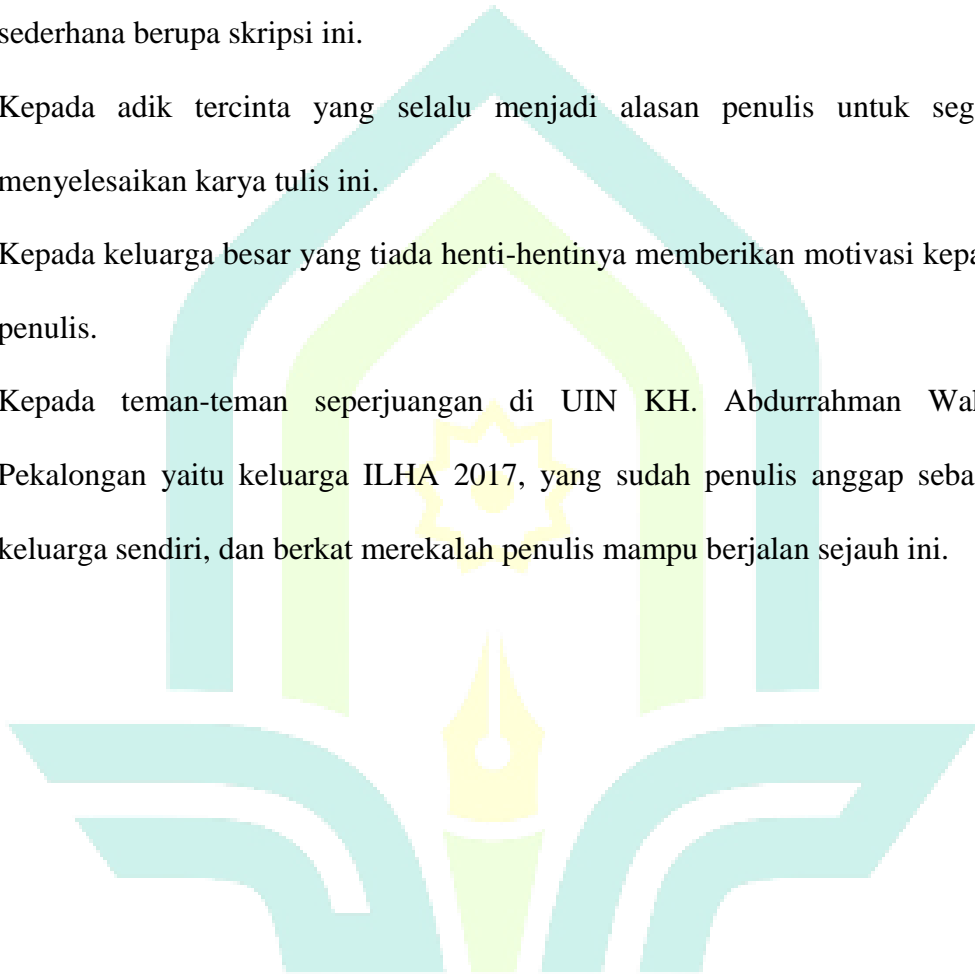 sederhana berupa skripsi ini.
Kepada adik tercinta yang selalu menjadi alasan penulis untuk seg
menyelesaikan karya tulis ini.
Kepada keluarga besar yang tiada henti-hentinya memberikan motivasi kepa
penulis.
Kepada teman-teman seperjuangan di UIN KH. Abdurrahman Wah
Pekalongan yaitu keluarga ILHA 2017, yang sudah penulis anggap seba
keluarga sendiri, dan berkat merekalah penulis mampu berjalan sejauh ini.